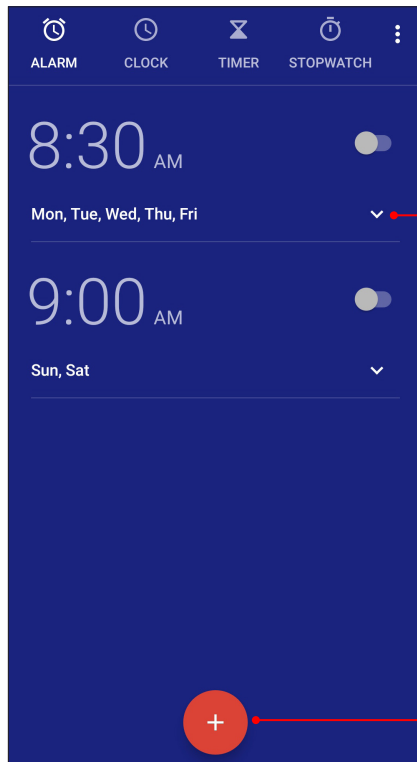 ALARM CLOCK TIMER STOPWATCH
8:30 AM
Mon, Tue, Wed, Thu, Fri
9:00 AM
Sun, Sat
+